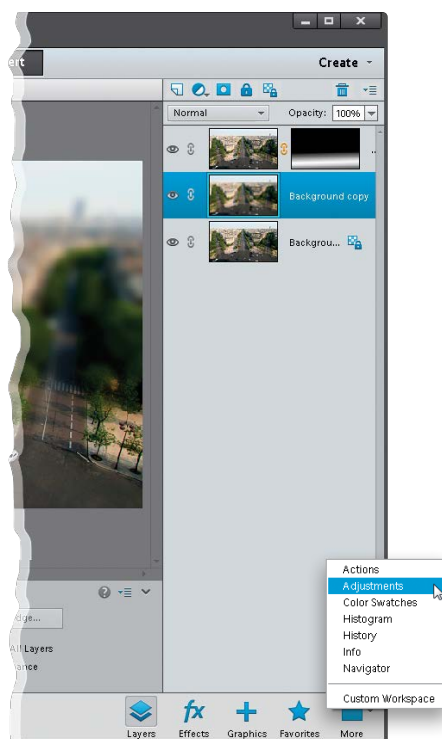 Create
Normal
Opacity: 100%
..
Background copy
Backgrou...
Actions
Adjustments
Color Swatches
Histogram
History
Info
Navigator
Custom Workspace
dge...
All Layers
ance
Layers Effects Graphics Favorites More